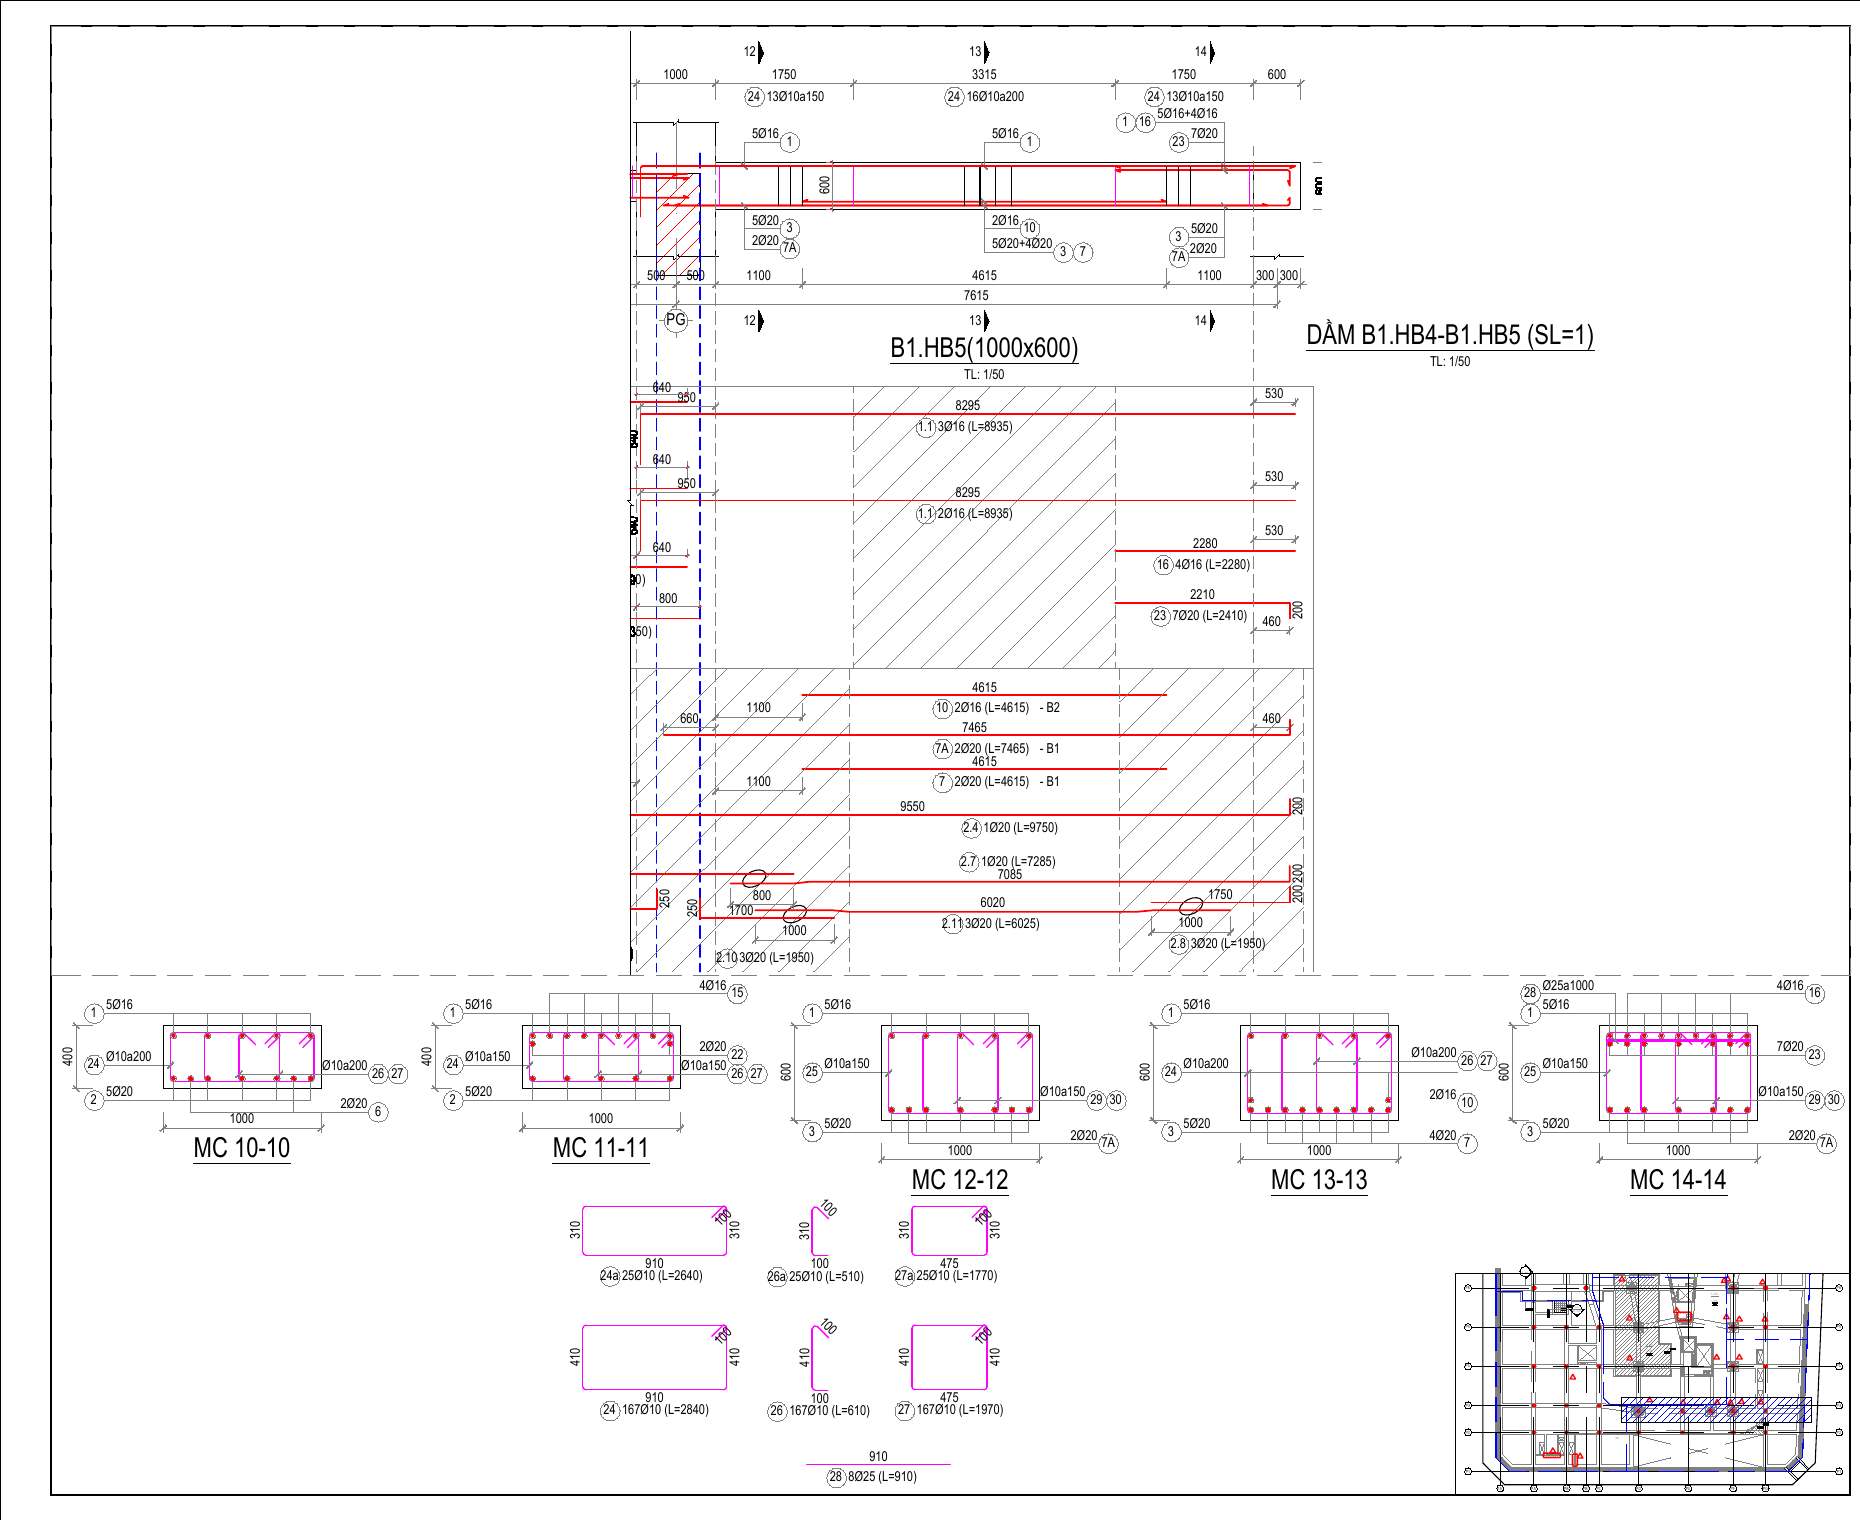 12 13 14
1000 1750 3315 1750 600
24 13Ø10a150 24 16Ø10a200 24 13Ø10a150
1 16 5Ø16+4Ø16
5Ø16 1 5Ø16 1 23 7Ø20
600 600
5Ø20 3 2Ø16 10 3 5Ø20
2Ø20 7A 5Ø20+4Ø20 3 7 7A 2Ø20
500 500 1100 4615 1100 300 300
7615
PG 12 13 14
B1.HB5(1000x600)
TL: 1/50
DẦM B1.HB4-B1.HB5 (SL=1)
TL: 1/50
640 950 8295 530
1.1 3Ø16 (L=8935)
640
640 950 8295 530
1.1 2Ø16 (L=8935)
640
640 2280 530
16 4Ø16 (L=2280)
800 2210 200
23 7Ø20 (L=2410)
460
4615
1100 10 2Ø16 (L=4615) - B2
660 7465 460
7A 2Ø20 (L=7465) - B1
4615
1100 7 2Ø20 (L=4615) - B1
9550 200
2.4 1Ø20 (L=9750)
2.7 1Ø20 (L=7285)
7085 200
250 250 800 1750 200
1700 6020
1000 2.11 3Ø20 (L=6025) 1000
2.8 3Ø20 (L=1950)
2.10 3Ø20 (L=1950)
1 5Ø16
400
24 Ø10a200 Ø10a200 26 27
2 5Ø20 2Ø20 6
1000
MC 10-10
4Ø16 15
1 5Ø16
400
2Ø20 22
24 Ø10a150 Ø10a150 26 27
2 5Ø20
1000
MC 11-11
1 5Ø16
600
25 Ø10a150 Ø10a150 29 30
3 5Ø20 2Ø20 7A
1000
MC 12-12
1 5Ø16
600
24 Ø10a200 Ø10a200 26 27
2Ø16 10
3 5Ø20 4Ø20 7
1000
MC 13-13
28 Ø25a1000 4Ø16 16
1 5Ø16
600
7Ø20 23
25 Ø10a150 Ø10a150 29 30
3 5Ø20 2Ø20 7A
1000
MC 14-14
310 100 310 310 100 310 100 310
910 100 475
24a 25Ø10 (L=2640) 26a 25Ø10 (L=510) 27a 25Ø10 (L=1770)
410 100 410 410 100 410 100 410
910 100 475
24 167Ø10 (L=2840) 26 167Ø10 (L=610) 27 167Ø10 (L=1970)
910
28 8Ø25 (L=910)